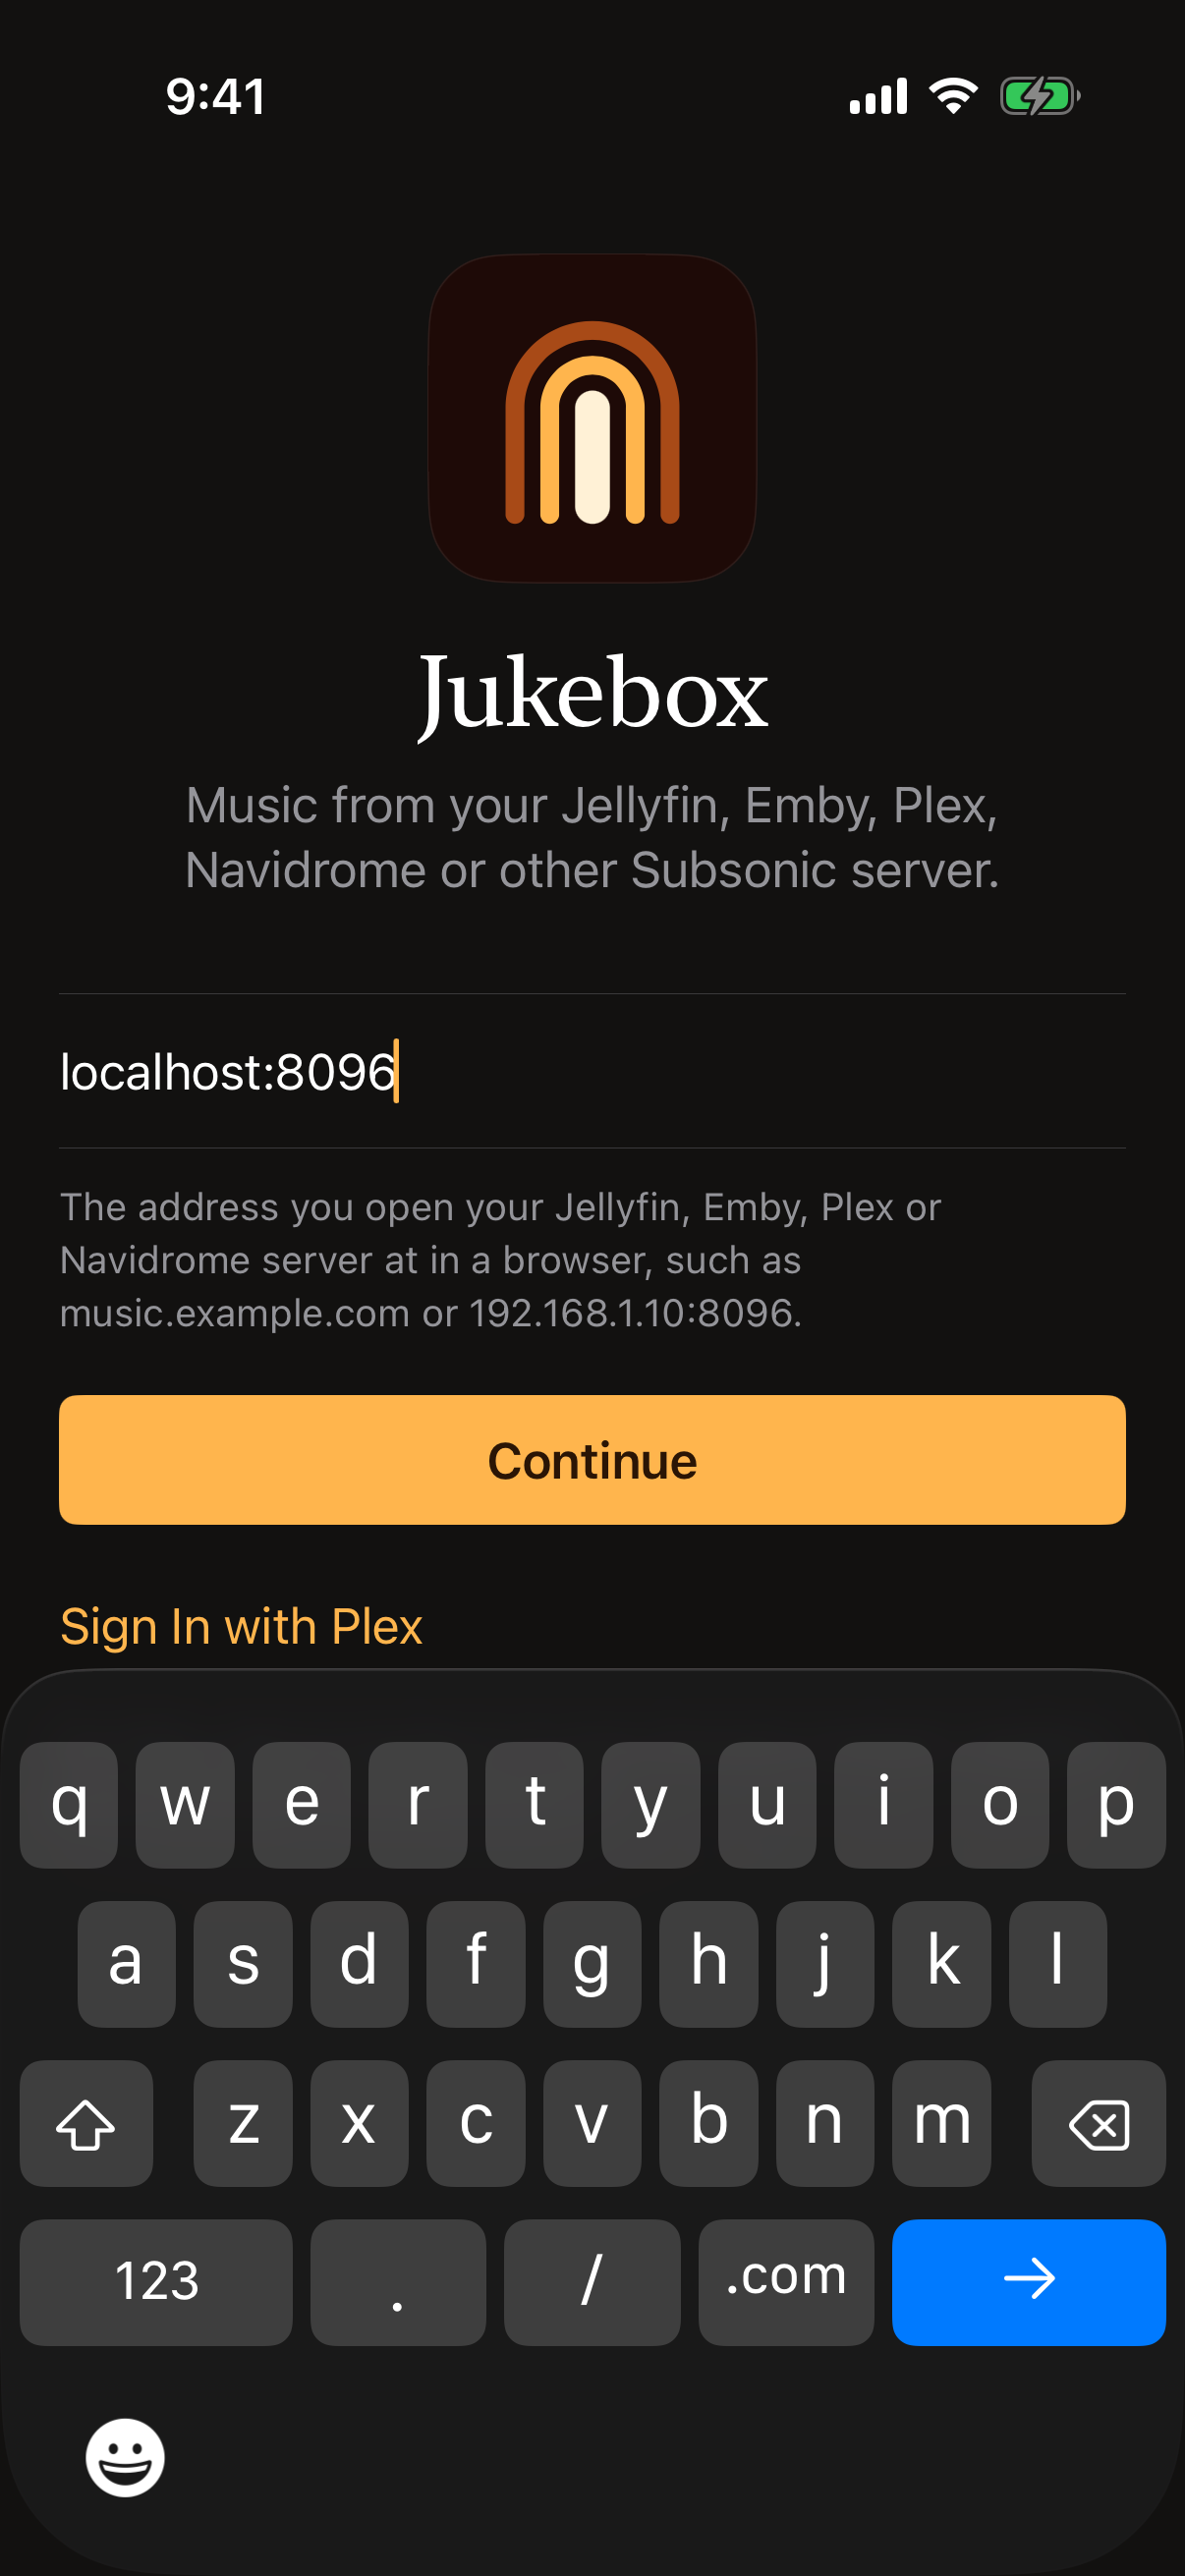 9:41
Jukebox
Music from your Jellyfin, Emby, Plex,
Navidrome or other Subsonic server.
localhost:8096
The address you open your Jellyfin, Emby, Plex or
Navidrome server at in a browser, such as
music.example.com or 192.168.1.10:8096.
Continue
Sign In with Plex
q w e r t y u i o p
a s d f g h j k l
z x c v b n m
123 . / .com